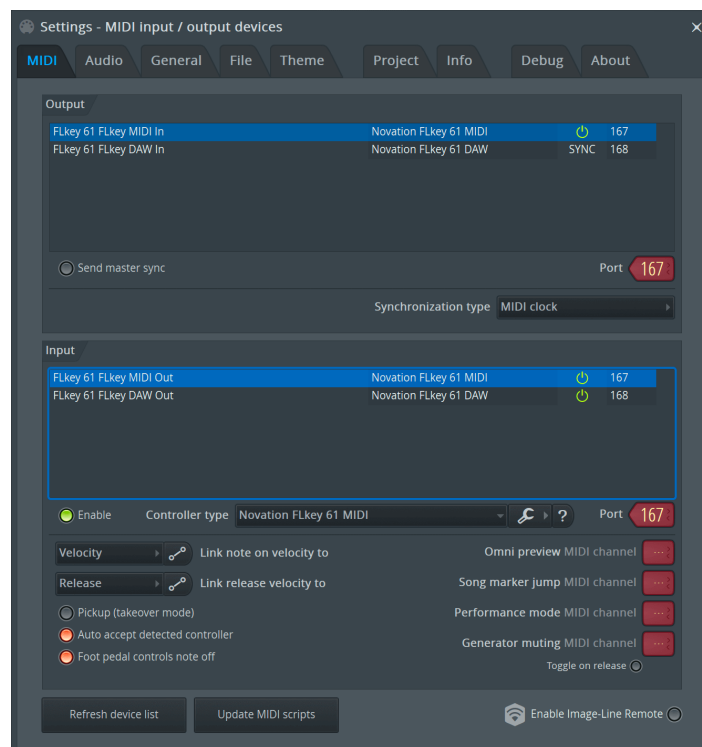 Settings - MIDI input / output devices
MIDI Audio General File Theme Project Info Debug About
Output
FLkey 61 FLkey MIDI In Novation FLkey 61 MIDI 167
FLkey 61 FLkey DAW In Novation FLkey 61 DAW SYNC 168
Send master sync Port 167
Synchronization type MIDI clock
Input
FLkey 61 FLkey MIDI Out Novation FLkey 61 MIDI 167
FLkey 61 FLkey DAW Out Novation FLkey 61 DAW 168
Enable Controller type Novation FLkey 61 MIDI ? Port 167
Velocity Link note on velocity to Omni preview MIDI channel ---
Release Link release velocity to Song marker jump MIDI channel ---
Pickup (takeover mode) Performance mode MIDI channel ---
Auto accept detected controller
Generator muting MIDI channel ---
Foot pedal controls note off
Toggle on release
Refresh device list Update MIDI scripts Enable Image-Line Remote